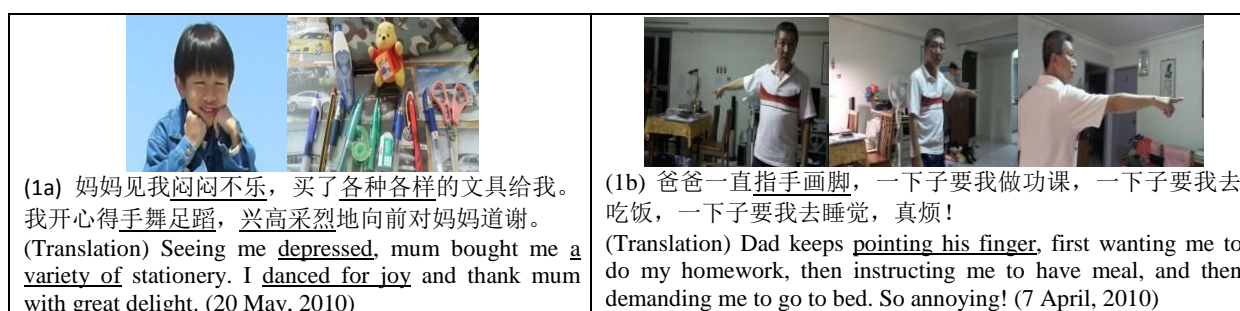 (1a) 妈妈见我闷闷不乐，买了各种各样的文具给我。
我开心得手舞足蹈，兴高采烈地向前对妈妈道谢。
(Translation) Seeing me depressed, mum bought me a
variety of stationery. I danced for joy and thank mum
with great delight. (20 May, 2010)
(1b) 爸爸一直指手画脚，一下子要我做功课，一下子要我去
吃饭，一下子要我去睡觉，真烦！
(Translation) Dad keeps pointing his finger, first wanting me to
do my homework, then instructing me to have meal, and then
demanding me to go to bed. So annoying! (7 April, 2010)